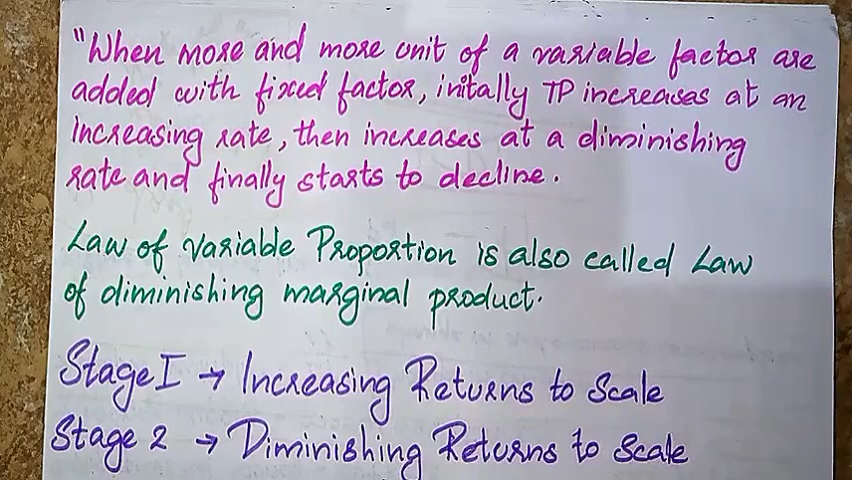 "When more and more unit of a variable factor are
added with fixed factor, initally TP increases at an
increasing rate, then increases at a diminishing
rate and finally starts to decline.
Law of Variable Proportion is also called Law
of diminishing marginal product.
Stage I → Increasing Returns to Scale
Stage 2 → Diminishing Returns to Scale